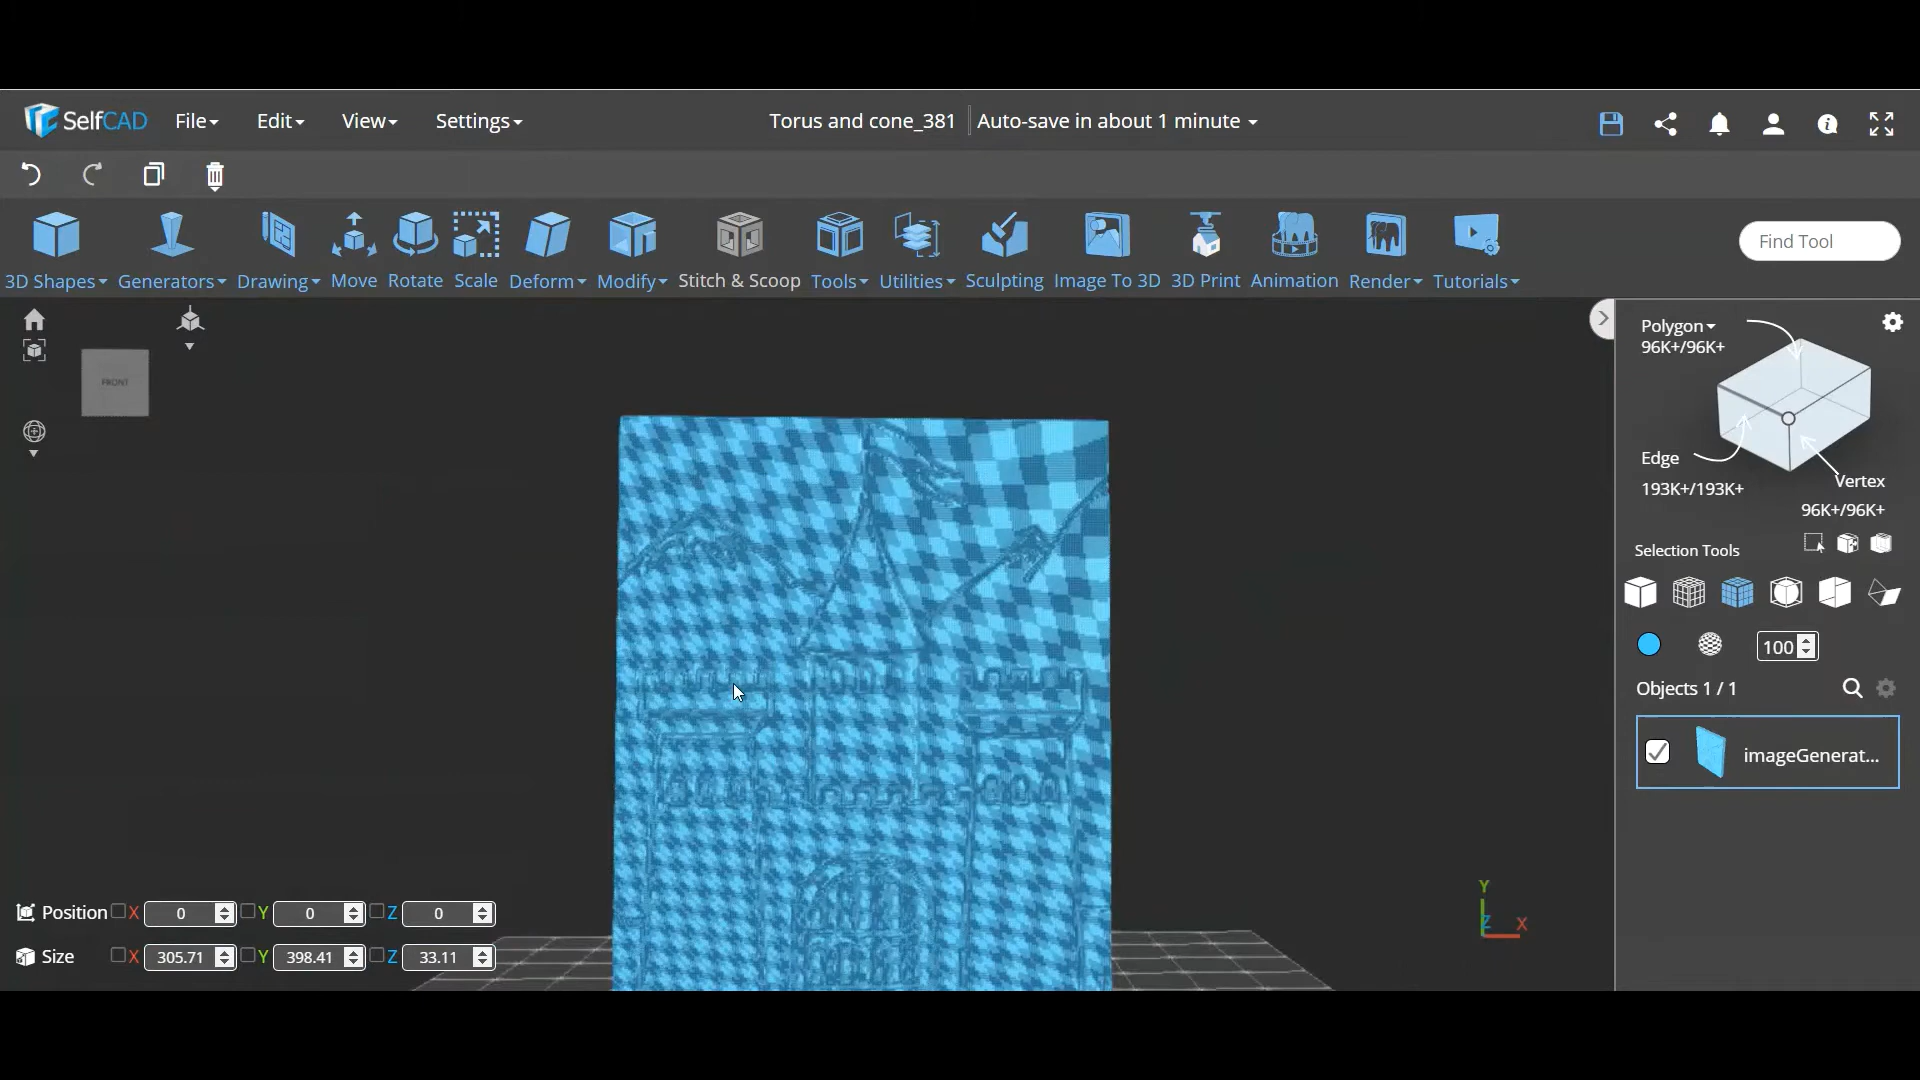 SelfCAD File Edit View Settings Torus and cone_381 Auto-save in about 1 minute
3D Shapes Generators Drawing Move Rotate Scale Deform Modify Stitch & Scoop Tools Utilities Sculpting Image To 3D 3D Print Animation Render Tutorials
Find Tool
FRONT
Polygon
96K+/96K+
Edge
193K+/193K+
Vertex
96K+/96K+
Selection Tools
100
Objects 1 / 1
imageGenerat...
Position X 0 Y 0 Z 0
Size X 305.71 Y 398.41 Z 33.11
Y
Z X